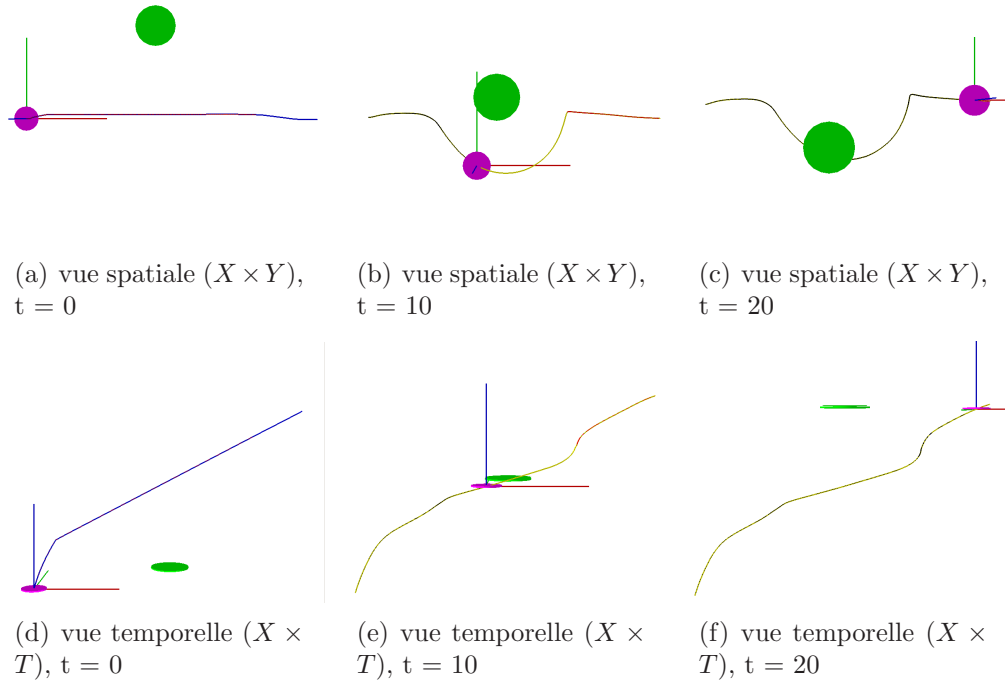 (a) vue spatiale (X × Y),
t = 0
(b) vue spatiale (X × Y),
t = 10
(c) vue spatiale (X × Y),
t = 20
(d) vue temporelle (X ×
T), t = 0
(e) vue temporelle (X ×
T), t = 10
(f) vue temporelle (X ×
T), t = 20